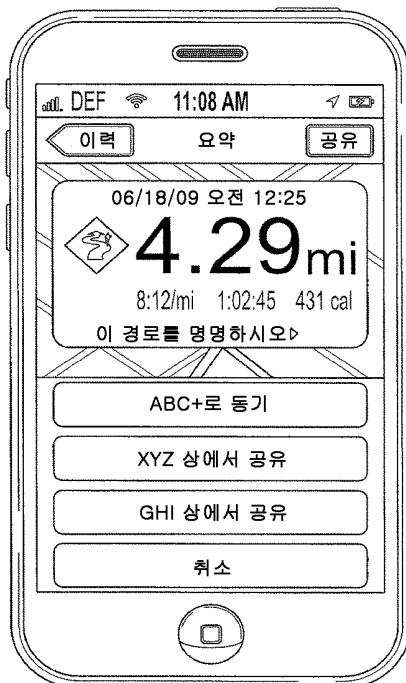 DEF 11:08 AM
이력 요약 공유
06/18/09 오전 12:25
4.29mi
8:12/mi 1:02:45 431 cal
이 경로를 명명하시오
ABC+로 동기
XYZ 상에서 공유
GHI 상에서 공유
취소